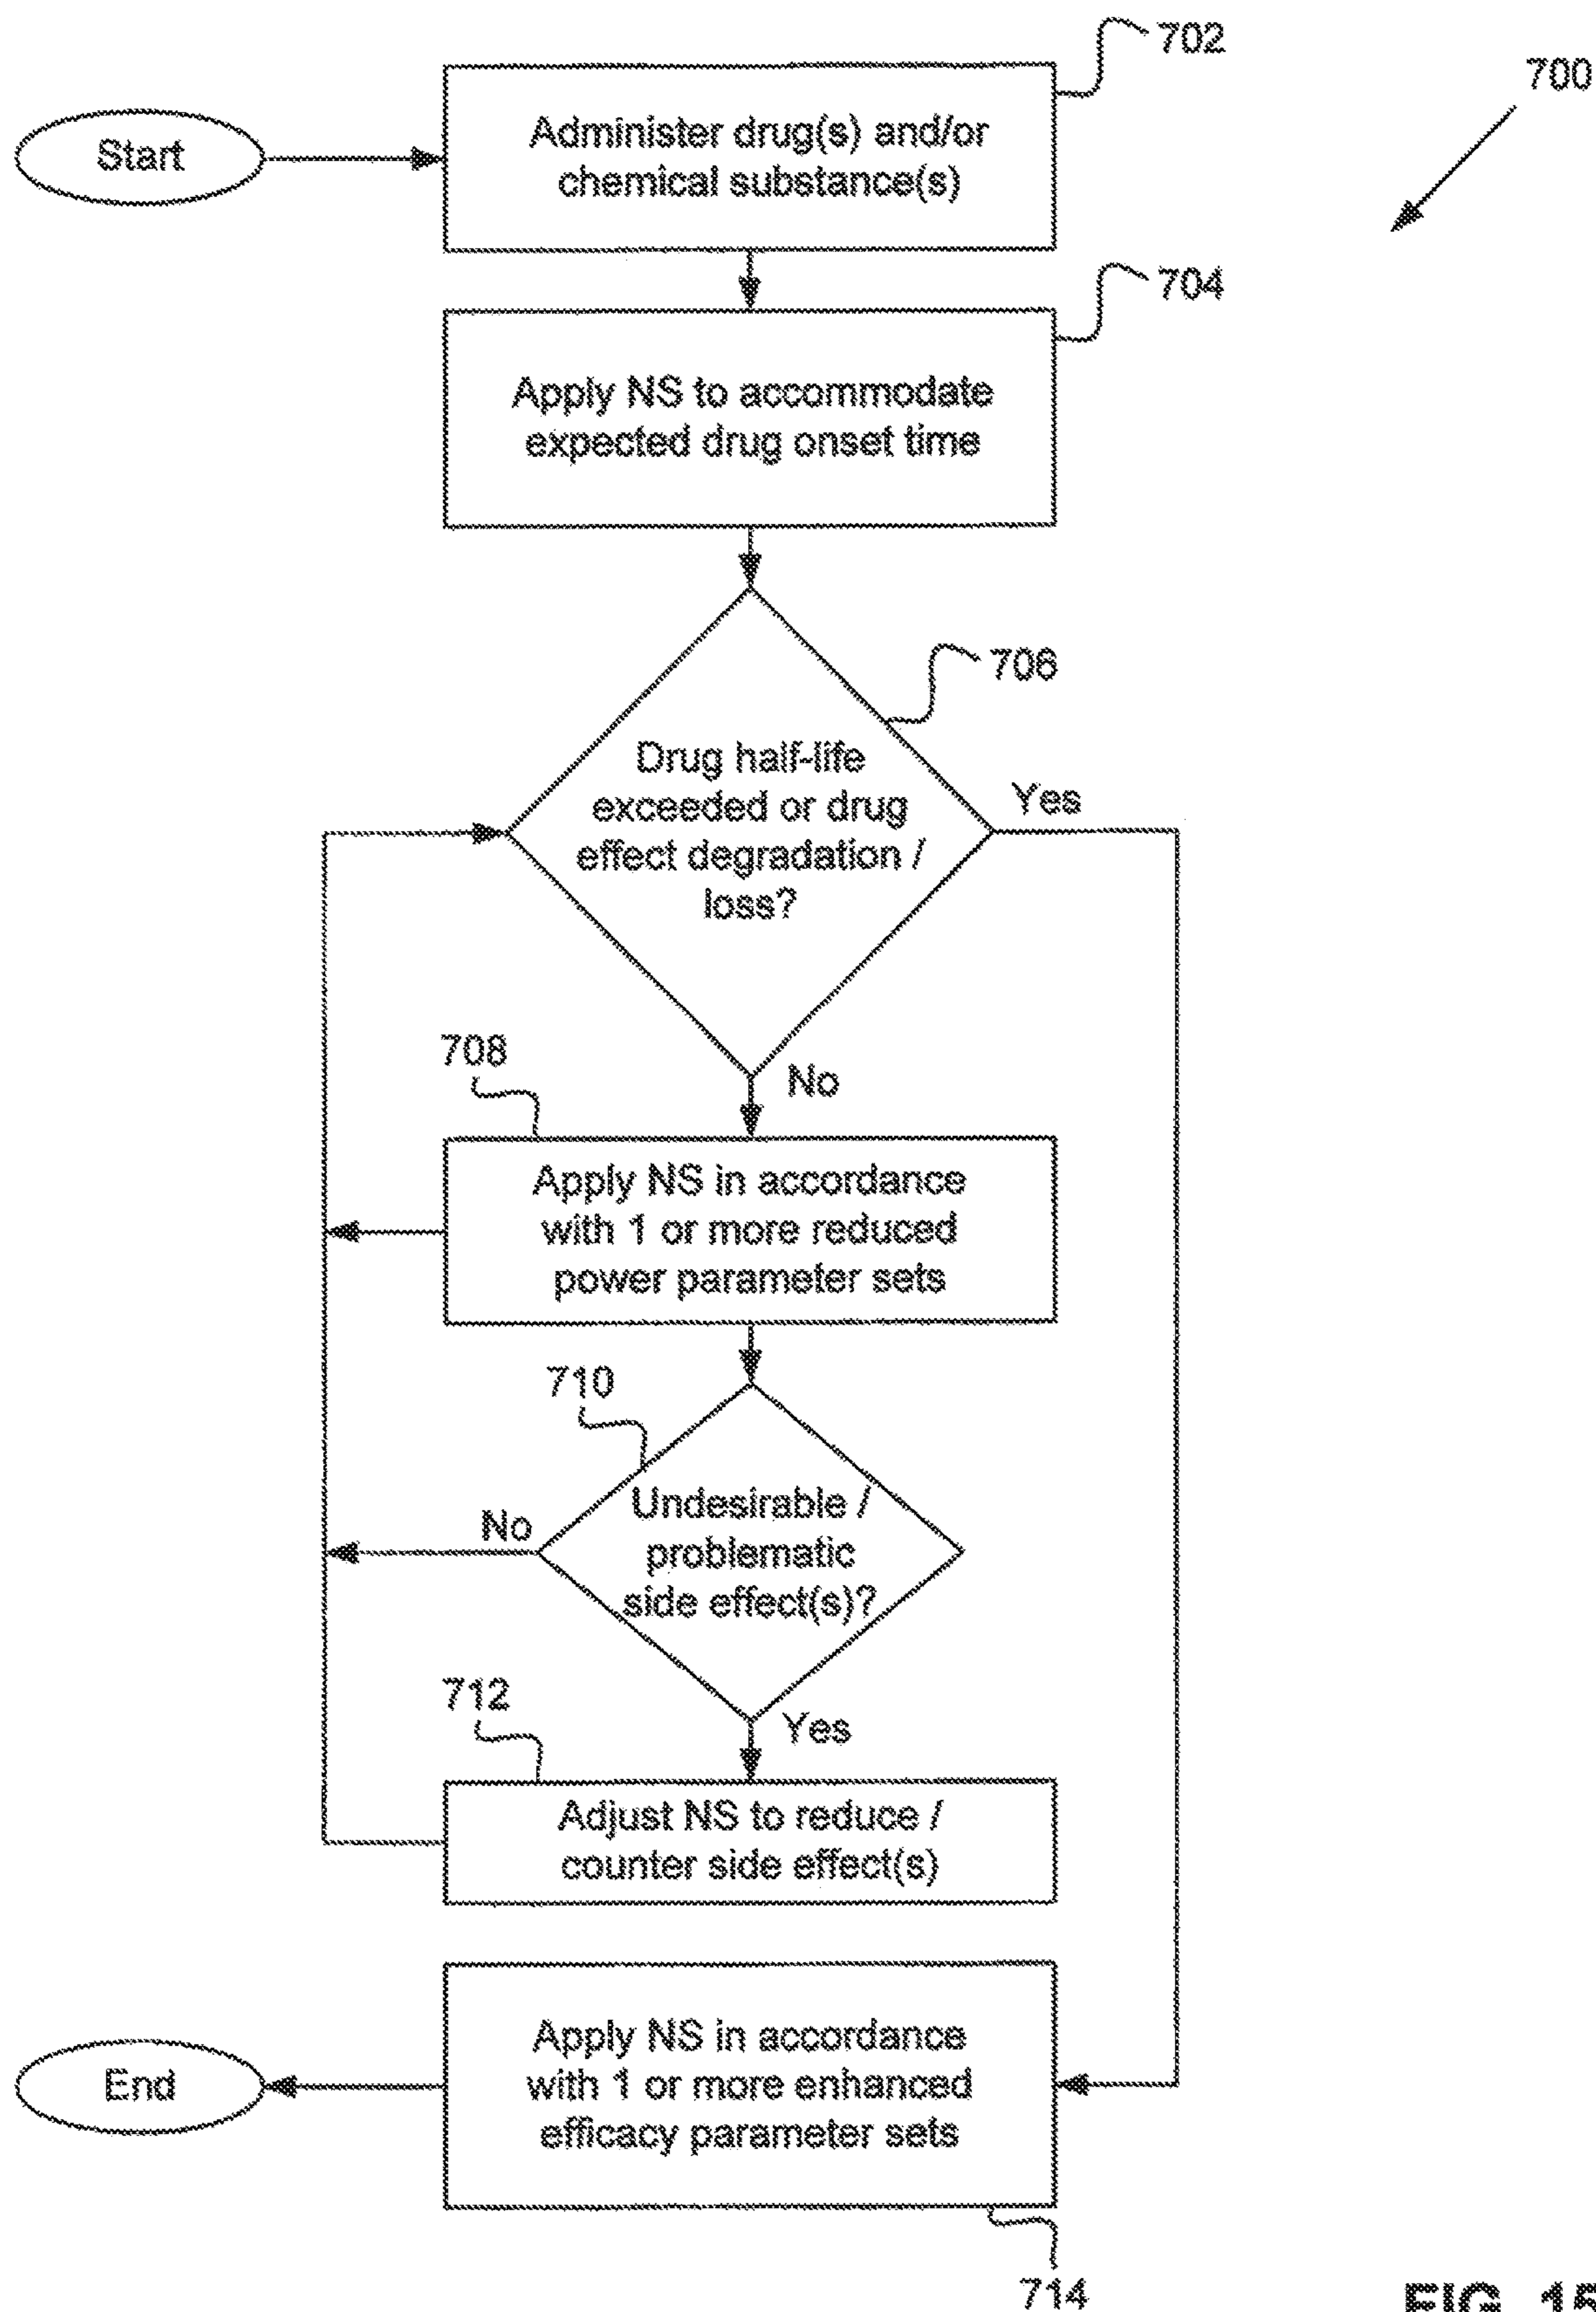 702
700
Start
Administer drug(s) and/or
chemical substance(s)
704
Apply NS to accommodate
expected drug onset time
706
Drug half-life
exceeded or drug
effect degradation /
loss?
Yes
708
No
Apply NS in accordance
with 1 or more reduced
power parameter sets
710
Undesirable /
problematic
side effect(s)?
No
712
Yes
Adjust NS to reduce /
counter side effect(s)
Apply NS in accordance
with 1 or more enhanced
efficacy parameter sets
End
714
FIG. 15